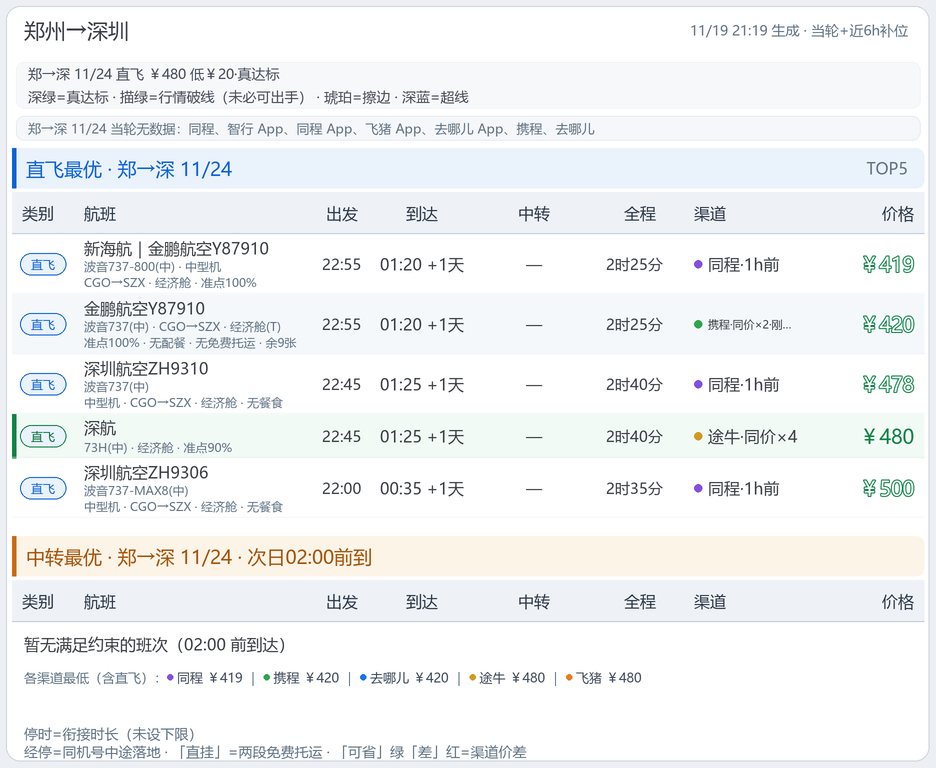 郑州→深圳
11/19 21:19 生成 · 当轮+近6h补位
郑→深 11/24 直飞 ￥480 低￥20·真达标
深绿=真达标 · 描绿=行情破线（未必可出手） · 琥珀=擦边 · 深蓝=超线
郑→深 11/24 当轮无数据：同程、智行 App、同程 App、飞猪 App、去哪儿 App、携程、去哪儿
直飞最优 · 郑→深 11/24 TOP5
类别 航班 出发 到达 中转 全程 渠道 价格
新海航｜金鹏航空Y87910
直飞 波音737-800(中) · 中型机 22:55 01:20 +1天 — 2时25分 同程·1h前 ￥419
CGO→SZX · 经济舱 · 准点100%
金鹏航空Y87910
直飞 波音737(中) · CGO→SZX · 经济舱(T) 22:55 01:20 +1天 — 2时25分 携程·同价×2·刚… ￥420
准点100% · 无配餐 · 无免费托运 · 余9张
深圳航空ZH9310
直飞 波音737(中) 22:45 01:25 +1天 — 2时40分 同程·1h前 ￥478
中型机 · CGO→SZX · 经济舱 · 无餐食
深航
直飞 22:45 01:25 +1天 — 2时40分 途牛·同价×4 ￥480
73H(中) · 经济舱 · 准点90%
深圳航空ZH9306
直飞 波音737-MAX8(中) 22:00 00:35 +1天 — 2时35分 同程·1h前 ￥500
中型机 · CGO→SZX · 经济舱 · 无餐食
中转最优 · 郑→深 11/24 · 次日02:00前到
类别 航班 出发 到达 中转 全程 渠道 价格
暂无满足约束的班次（02:00 前到达）
各渠道最低（含直飞）： 同程 ￥419 ｜ 携程 ￥420 ｜ 去哪儿 ￥420 ｜ 途牛 ￥480 ｜ 飞猪 ￥480
停时=衔接时长（未设下限）
经停=同机号中途落地 · 「直挂」=两段免费托运 · 「可省」绿「差」红=渠道价差